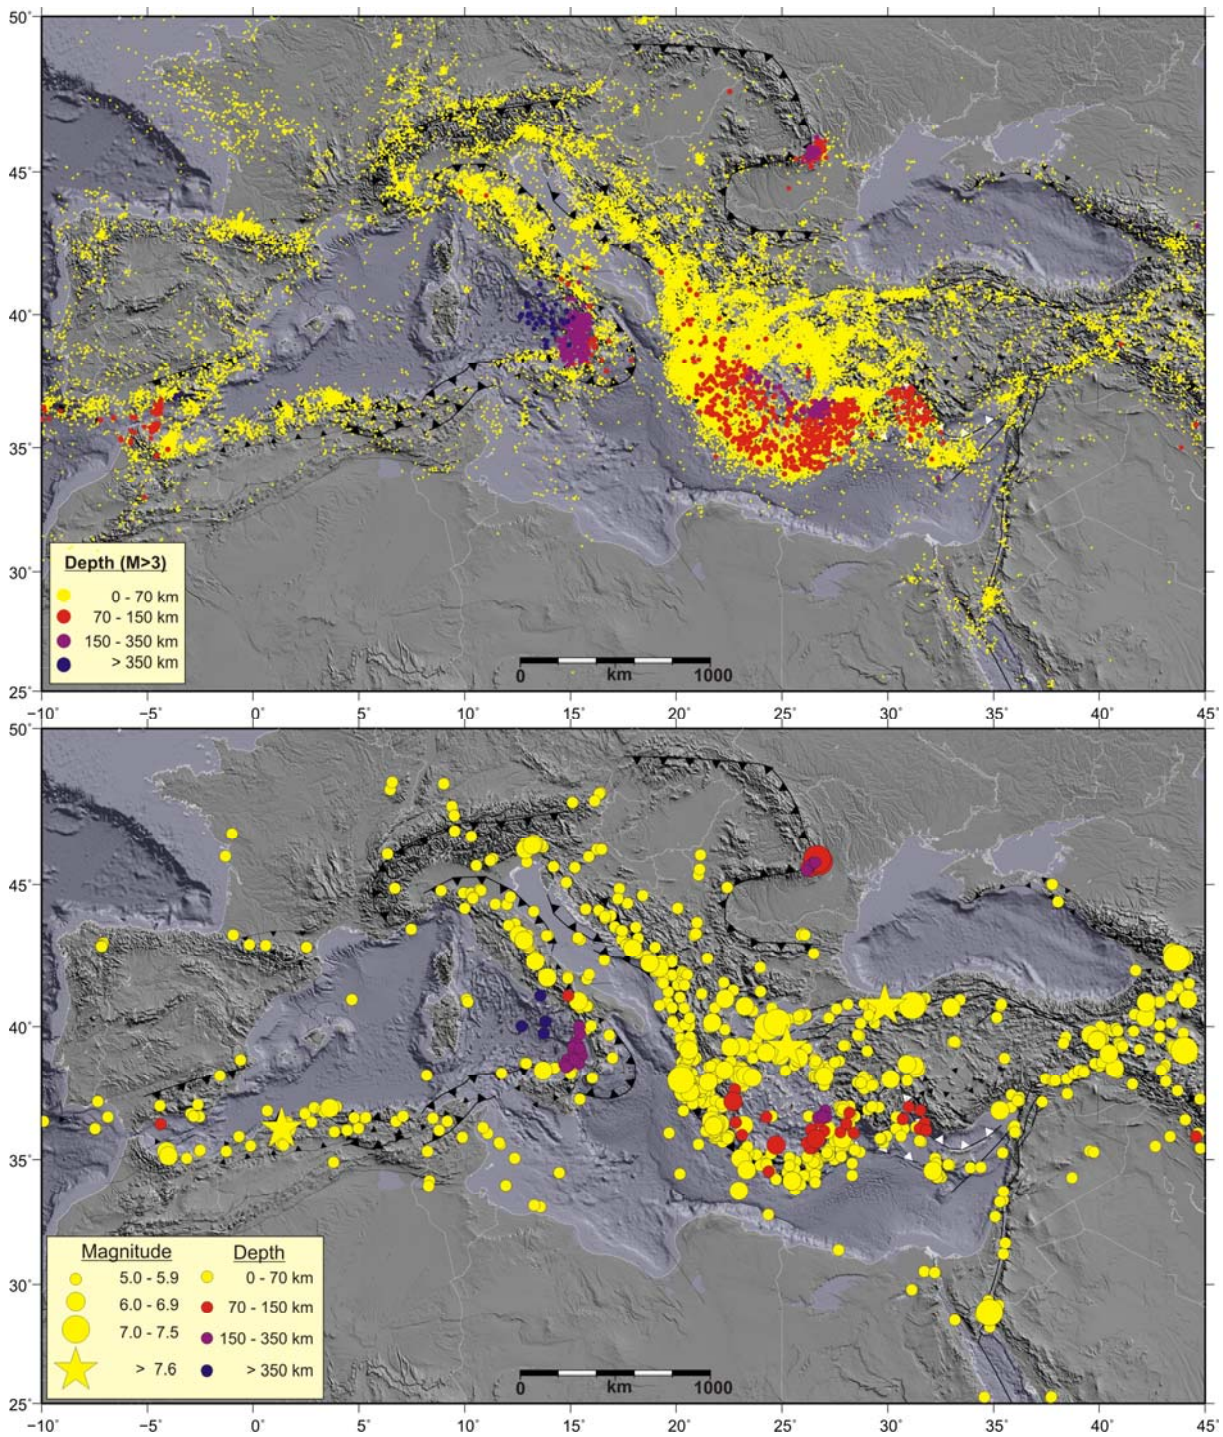 50˚
45˚
40˚
35˚
30˚
25˚
Depth (M>3)
0 - 70 km
70 - 150 km
150 - 350 km
> 350 km
0 km 1000
−10˚ −5˚ 0˚ 5˚ 10˚ 15˚ 20˚ 25˚ 30˚ 35˚ 40˚ 45˚
50˚
45˚
40˚
35˚
30˚
25˚
Magnitude Depth
5.0 - 5.9 0 - 70 km
6.0 - 6.9 70 - 150 km
7.0 - 7.5 150 - 350 km
> 7.6 > 350 km
0 km 1000
−10˚ −5˚ 0˚ 5˚ 10˚ 15˚ 20˚ 25˚ 30˚ 35˚ 40˚ 45˚